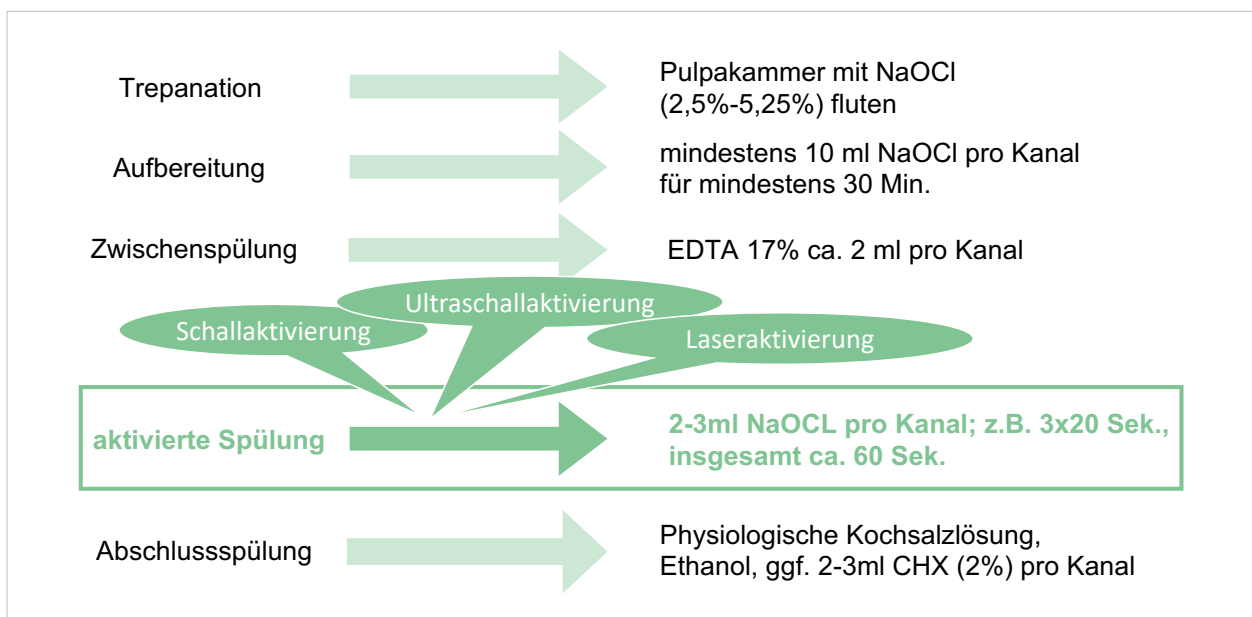 Trepanation
Pulpakammer mit NaOCl
(2,5%-5,25%) fluten
Aufbereitung
mindestens 10 ml NaOCl pro Kanal
für mindestens 30 Min.
Zwischenspülung
EDTA 17% ca. 2 ml pro Kanal
Ultraschallaktivierung
Schallaktivierung
Laseraktivierung
aktivierte Spülung
2-3ml NaOCL pro Kanal; z.B. 3x20 Sek.,
insgesamt ca. 60 Sek.
Abschlussspülung
Physiologische Kochsalzlösung,
Ethanol, ggf. 2-3ml CHX (2%) pro Kanal